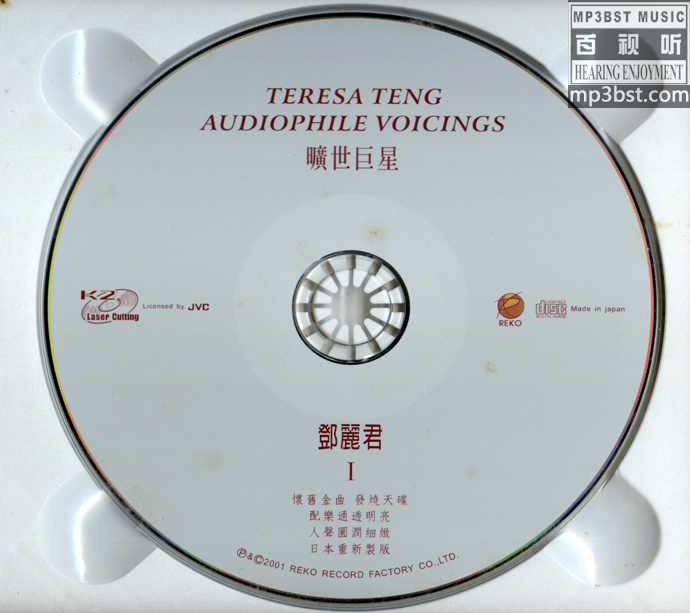 MP3BST MUSIC
百视听
HEARING ENJOYMENT
mp3bst.com
TERESA TENG
AUDIOPHILE VOICINGS
曠世巨星
K2
Laser Cutting
Licensed by JVC
REKO
COMPACT
disc
Made in japan
鄧麗君
I
懷舊金曲 發燒天碟
配樂通透明亮
人聲圓潤細緻
日本重新製版
℗&©2001 REKO RECORD FACTORY CO.,LTD.